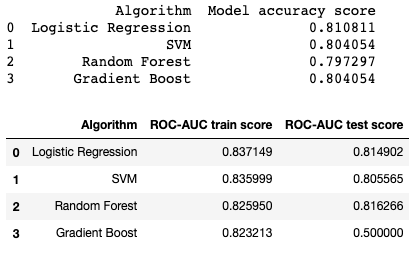 Algorithm Model accuracy score
0 Logistic Regression 0.810811
1 SVM 0.804054
2 Random Forest 0.797297
3 Gradient Boost 0.804054
Algorithm ROC-AUC train score ROC-AUC test score
0 Logistic Regression 0.837149 0.814902
1 SVM 0.835999 0.805565
2 Random Forest 0.825950 0.816266
3 Gradient Boost 0.823213 0.500000